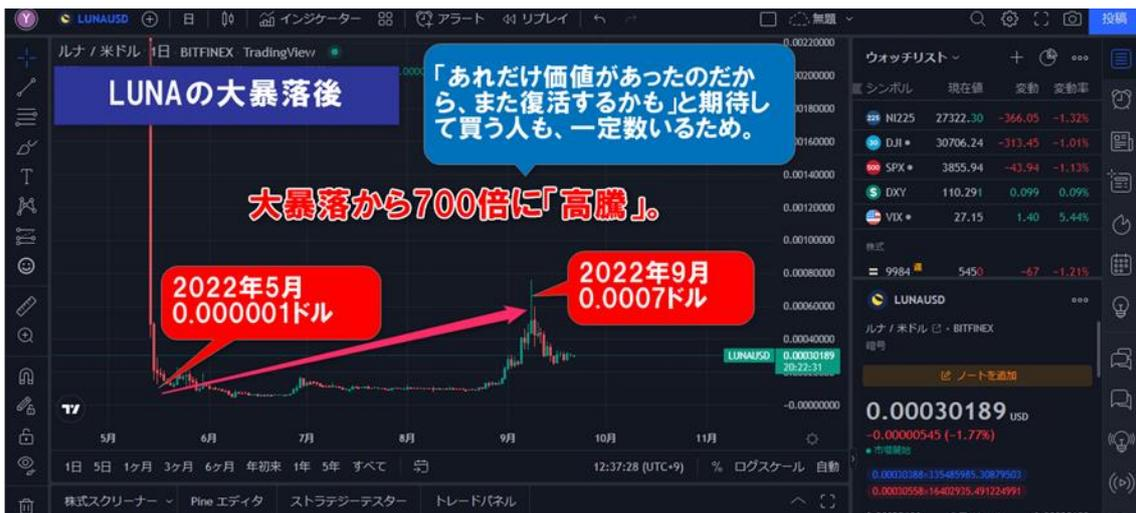 Y
LUNAUSD
日
インジケーター
アラート
リプレイ
無題
投稿
ルナ / 米ドル 1日 BITFINEX TradingView
LUNAの大暴落後
「あれだけ価値があったのだか
ら、また復活するかも」と期待し
て買う人も、一定数いるため。
大暴落から700倍に「高騰」。
2022年5月
0.000001ドル
2022年9月
0.0007ドル
0.00220000
0.00200000
0.00180000
0.00160000
0.00140000
0.00120000
0.00100000
0.00080000
0.00060000
0.00040000
LUNAUSD 0.00030189
20:22:31
-0.00000000
5月 6月 7月 8月 9月 10月 11月
1日 5日 1ヶ月 3ヶ月 6ヶ月 年初来 1年 5年 すべて
12:37:28 (UTC+9) % ログスケール 自動
株式スクリーナー Pine エディタ ストラテジーテスター トレードパネル
ウォッチリスト
シンボル 現在値 変動 変動率
225 NI225 27322.30 -366.05 -1.32%
30 DJI 30706.24 -313.45 -1.01%
500 SPX 3855.94 -43.94 -1.13%
$ DXY 110.291 0.099 0.09%
VIX 27.15 1.40 5.44%
株式
9984 5450 -67 -1.21%
LUNAUSD
ルナ / 米ドル BITFINEX
暗号
ノートを追加
0.00030189 USD
-0.00000545 (-1.77%)
市場開始
0.00030388×335485985.30879503
0.00030558×16402935.491224991